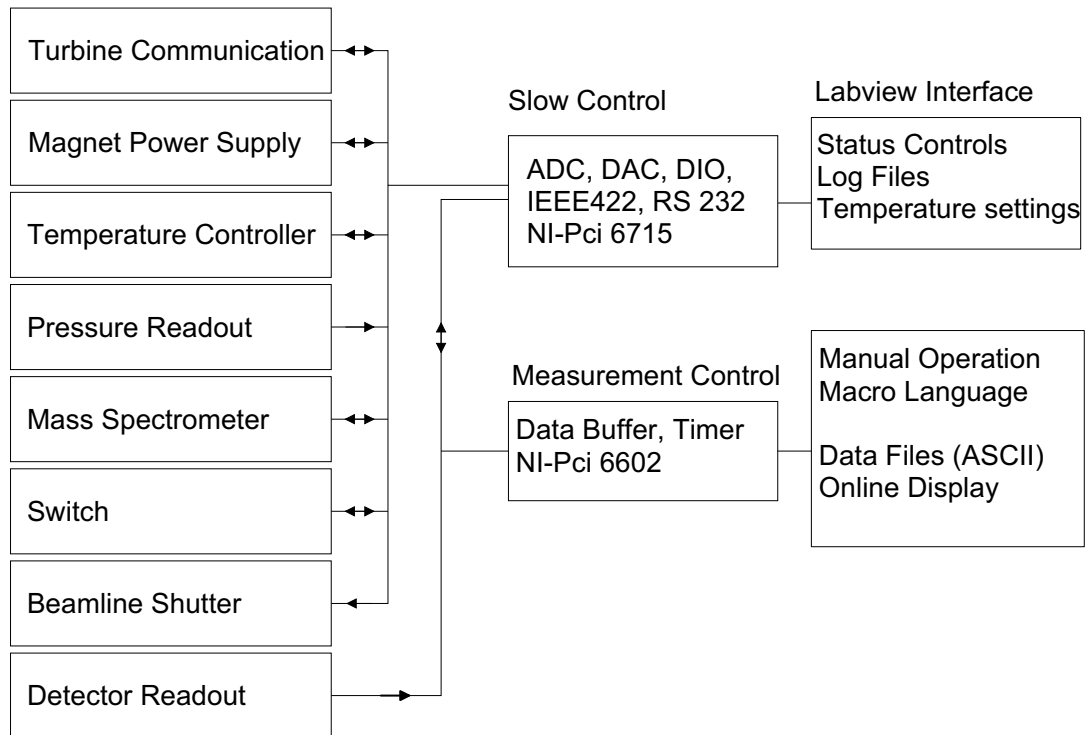 Turbine Communication
Magnet Power Supply
Temperature Controller
Pressure Readout
Mass Spectrometer
Switch
Beamline Shutter
Detector Readout
Slow Control
ADC, DAC, DIO,
IEEE422, RS 232
NI-Pci 6715
Measurement Control
Data Buffer, Timer
NI-Pci 6602
Labview Interface
Status Controls
Log Files
Temperature settings
Manual Operation
Macro Language
Data Files (ASCII)
Online Display